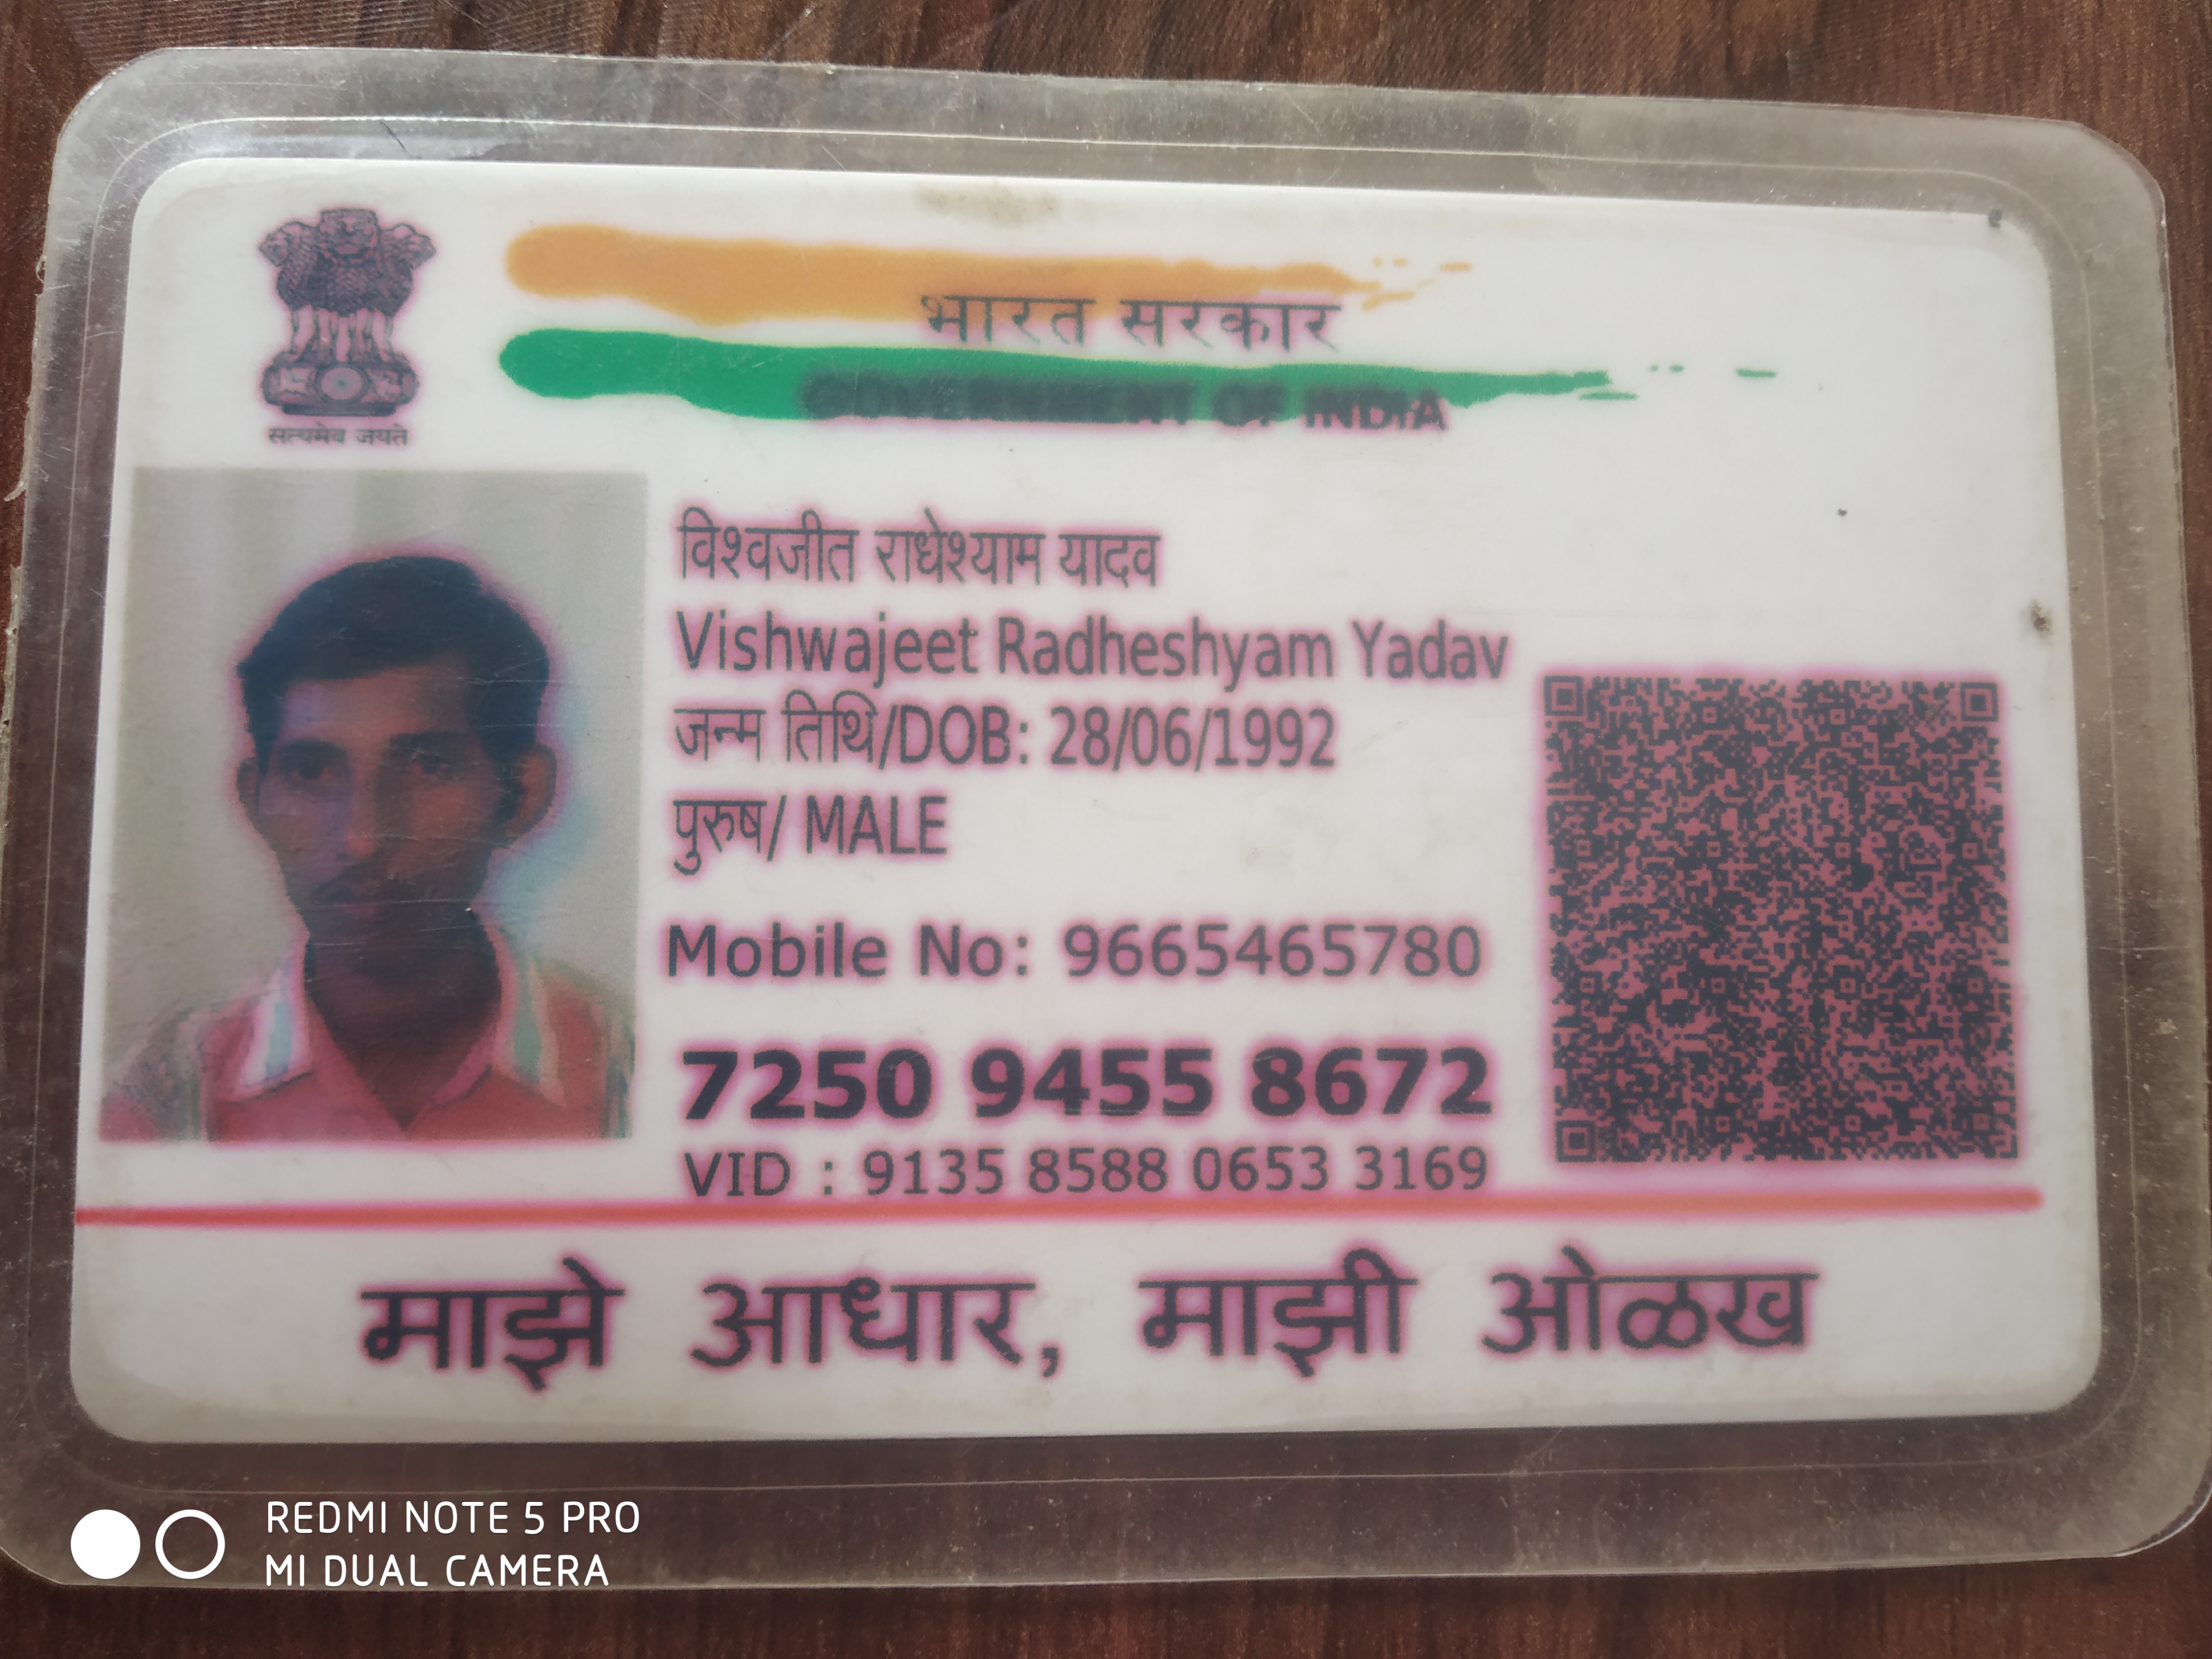 भारत सरकार
GOVERNMENT OF INDIA
सत्यमेव जयते
विश्वजीत राधेश्याम यादव
Vishwajeet Radheshyam Yadav
जन्म तिथि/DOB: 28/06/1992
पुरुष/ MALE
Mobile No: 9665465780
7250 9455 8672
VID : 9135 8588 0653 3169
माझे आधार, माझी ओळख
REDMI NOTE 5 PRO
MI DUAL CAMERA